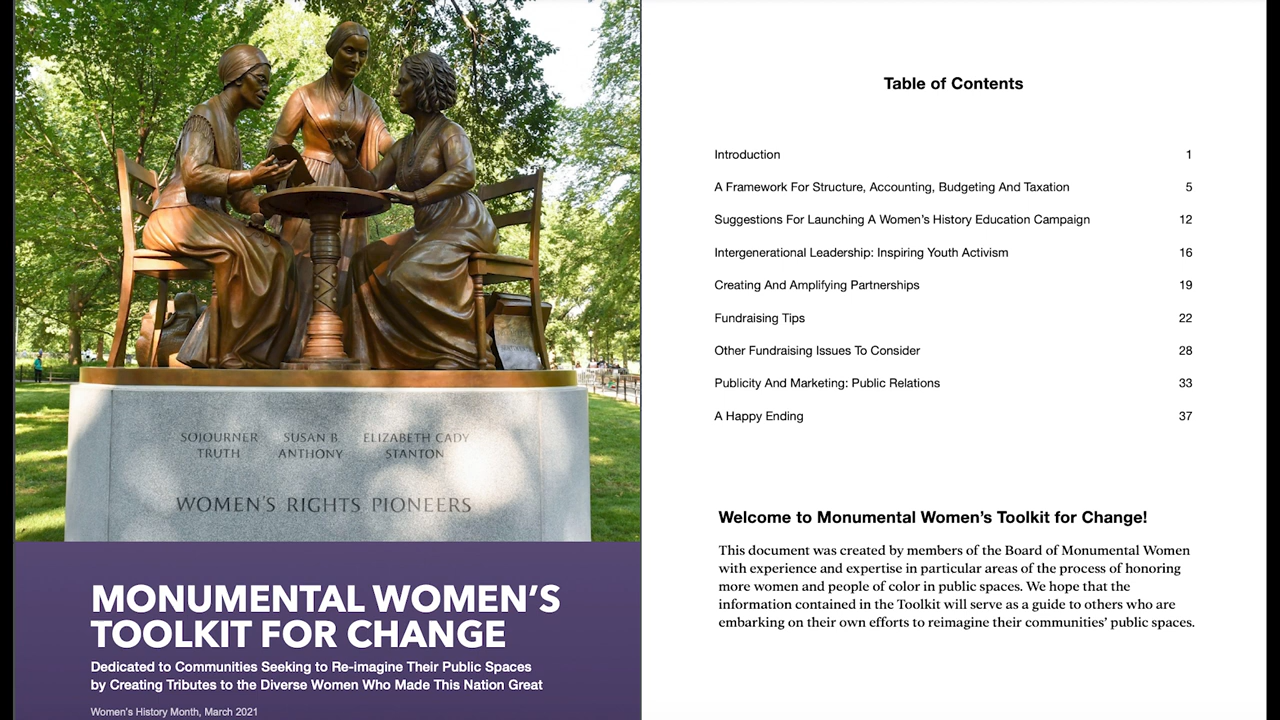 SOJOURNER TRUTH
SUSAN B. ANTHONY
ELIZABETH CADY STANTON
WOMEN'S RIGHTS PIONEERS
MONUMENTAL WOMEN'S
TOOLKIT FOR CHANGE
Dedicated to Communities Seeking to Re-imagine Their Public Spaces
by Creating Tributes to the Diverse Women Who Made This Nation Great
Women's History Month, March 2021
Table of Contents
Introduction 1
A Framework For Structure, Accounting, Budgeting And Taxation 5
Suggestions For Launching A Women's History Education Campaign 12
Intergenerational Leadership: Inspiring Youth Activism 16
Creating And Amplifying Partnerships 19
Fundraising Tips 22
Other Fundraising Issues To Consider 28
Publicity And Marketing: Public Relations 33
A Happy Ending 37
Welcome to Monumental Women's Toolkit for Change!
This document was created by members of the Board of Monumental Women
with experience and expertise in particular areas of the process of honoring
more women and people of color in public spaces. We hope that the
information contained in the Toolkit will serve as a guide to others who are
embarking on their own efforts to reimagine their communities' public spaces.